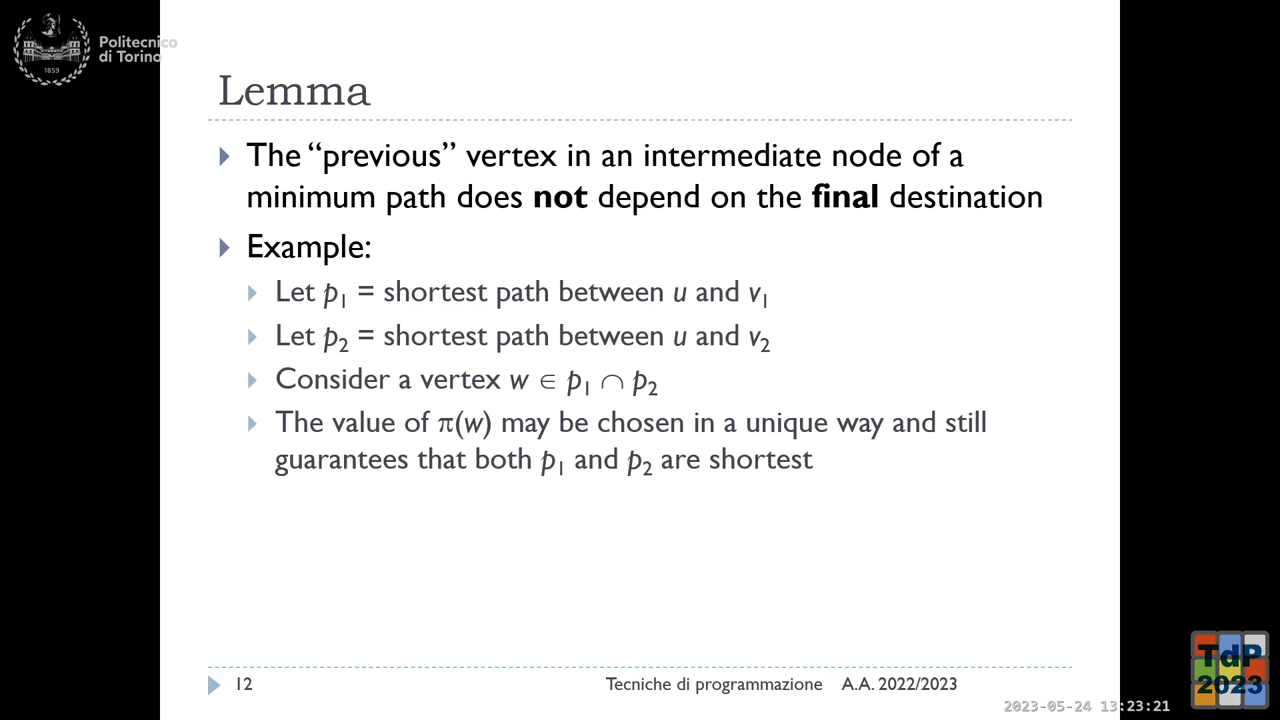 Politecnico
di Torino
1859
Lemma
The “previous” vertex in an intermediate node of a
minimum path does not depend on the final destination
Example:
Let p1 = shortest path between u and v1
Let p2 = shortest path between u and v2
Consider a vertex w ∈ p1 ∩ p2
The value of π(w) may be chosen in a unique way and still
guarantees that both p1 and p2 are shortest
12
Tecniche di programmazione A.A. 2022/2023
2023-05-24 13:23:21
TdP
2023